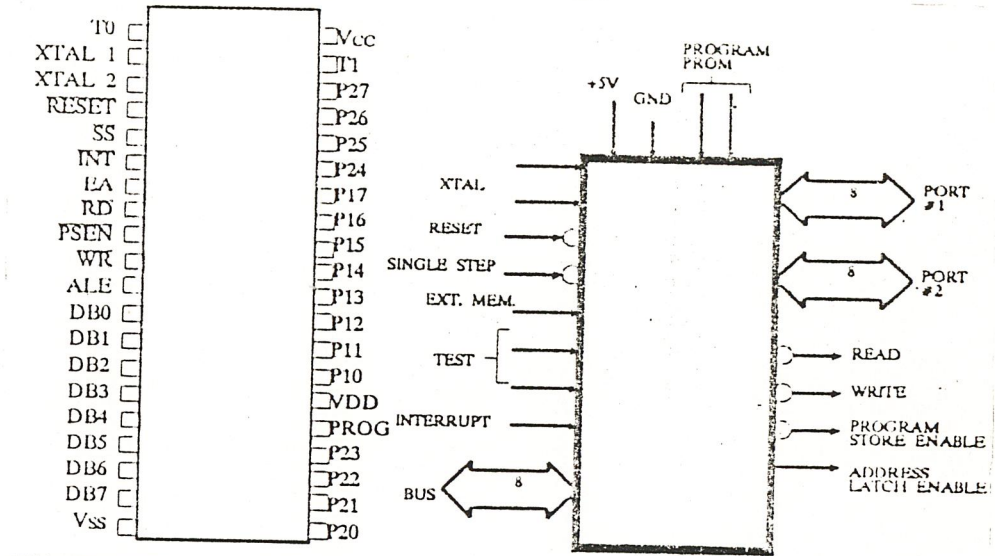 T0
XTAL 1
XTAL 2
RESET
SS
INT
EA
RD
PSEN
WR
ALE
DB0
DB1
DB2
DB3
DB4
DB5
DB6
DB7
Vss
Vcc
T1
P27
P26
P25
P24
P17
P16
P15
P14
P13
P12
P11
P10
VDD
PROG
P23
P22
P21
P20
PROGRAM
PROM
+5V
GND
XTAL
RESET
SINGLE STEP
EXT. MEM.
TEST
INTERRUPT
BUS
8
8
PORT
#1
8
PORT
#2
READ
WRITE
PROGRAM
STORE ENABLE
ADDRESS
LATCH ENABLE